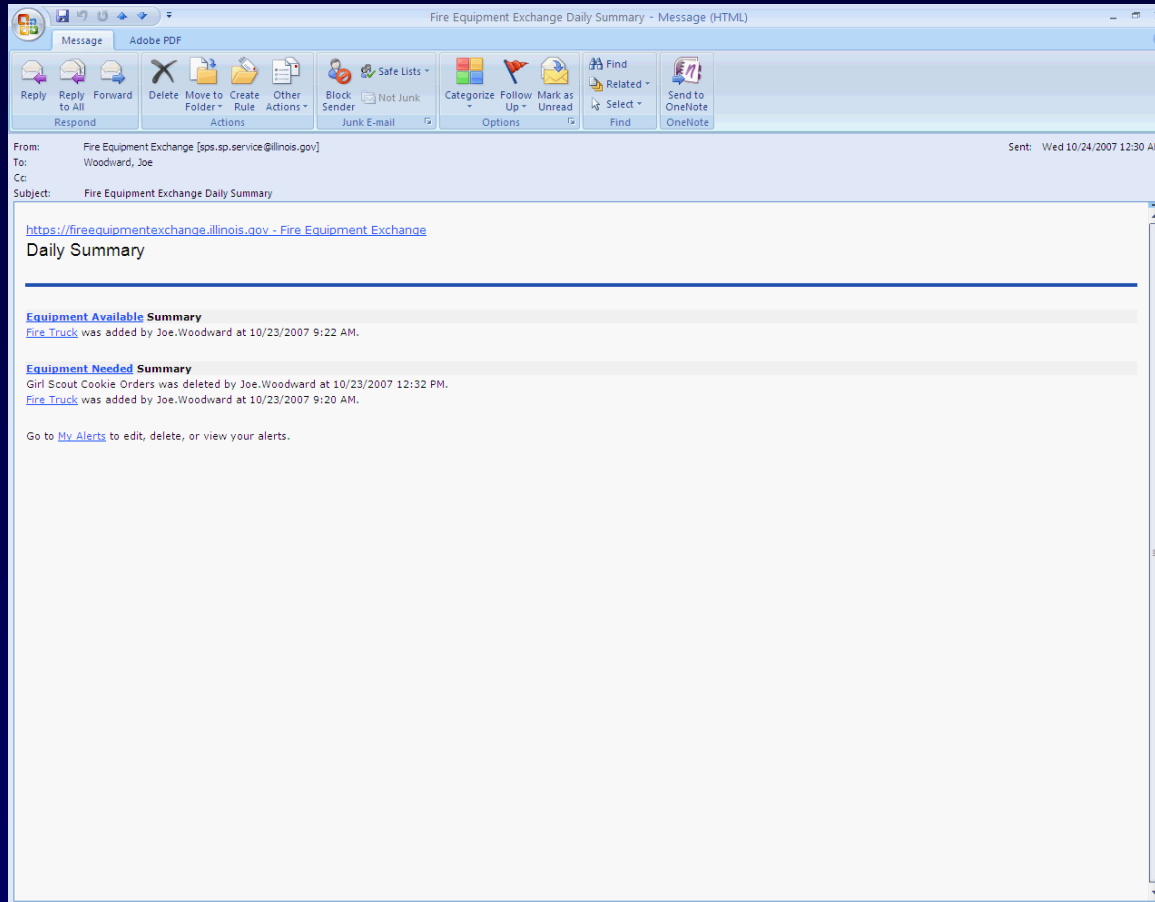 Fire Equipment Exchange Daily Summary - Message (HTML)
Message Adobe PDF
Reply Reply to All Forward
Respond
Delete Move to Folder Create Rule Other Actions
Actions
Block Sender Safe Lists Not Junk
Junk E-mail
Categorize Follow Up Mark as Unread
Options
Find Related Select
Find
Send to OneNote
OneNote
From: Fire Equipment Exchange [sps.sp.service@illinois.gov] Sent: Wed 10/24/2007 12:30
To: Woodward, Joe
Cc:
Subject: Fire Equipment Exchange Daily Summary
https://fireequipmentexchange.illinois.gov - Fire Equipment Exchange
Daily Summary
Equipment Available Summary
Fire Truck was added by Joe.Woodward at 10/23/2007 9:22 AM.
Equipment Needed Summary
Girl Scout Cookie Orders was deleted by Joe.Woodward at 10/23/2007 12:32 PM.
Fire Truck was added by Joe.Woodward at 10/23/2007 9:20 AM.
Go to My Alerts to edit, delete, or view your alerts.